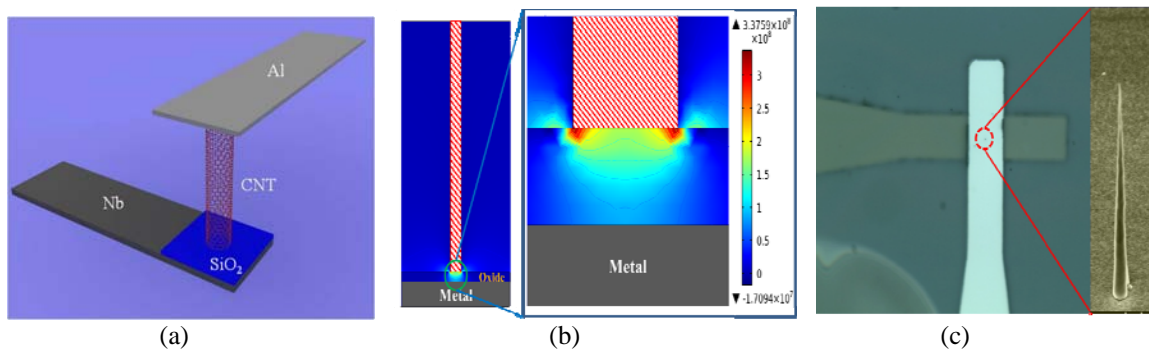 Al
CNT
Nb
SiO₂
Oxide
Metal
Metal
▲ 3.3759×10⁸
×10⁸
3
2.5
2
1.5
1
0.5
0
▼ -1.7094×10⁷
(a)
(b)
(c)